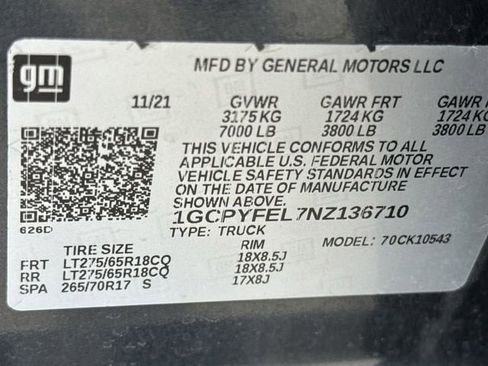 gm
MFD BY GENERAL MOTORS LLC
11/21 GVWR GAWR FRT GAWR
3175 KG 1724 KG 1724 KG
7000 LB 3800 LB 3800 LB
THIS VEHICLE CONFORMS TO ALL
APPLICABLE U.S. FEDERAL MOTOR
VEHICLE SAFETY STANDARDS IN EFFECT
ON THE DATE OF MANUFACTURE
626D 1GCPYFEL7NZ136710
TYPE: TRUCK MODEL: 70CK10543
TIRE SIZE RIM
FRT LT275/65R18CQ 18X8.5J
RR LT275/65R18CQ 18X8.5J
SPA 265/70R17 S 17X8J